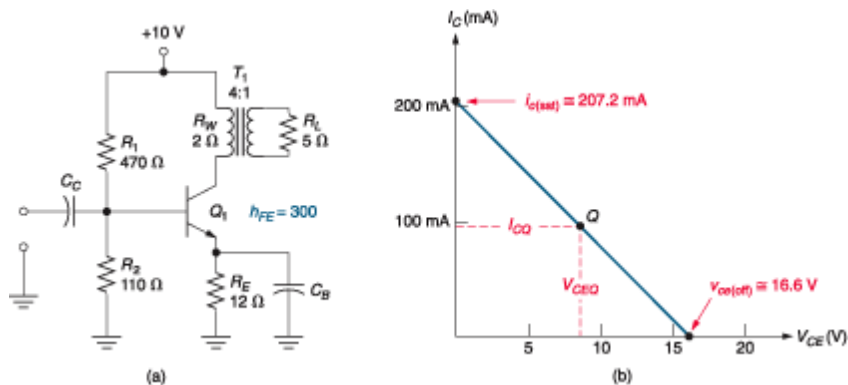 +10 V
T1
4:1
RW
2 Ω
RL
5 Ω
R1
470 Ω
CC
Q1
hFE = 300
R2
110 Ω
RE
12 Ω
CB
(a)
IC (mA)
200 mA
ic(sat) ≅ 207.2 mA
100 mA
Q
ICQ
VCEQ
vce(off) ≅ 16.6 V
5
10
15
20
VCE (V)
(b)